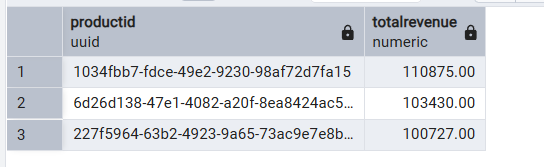 productid totalrevenue
uuid numeric
1 1034fbb7-fdce-49e2-9230-98af72d7fa15 110875.00
2 6d26d138-47e1-4082-a20f-8ea8424ac5... 103430.00
3 227f5964-63b2-4923-9a65-73ac9e7e8b... 100727.00